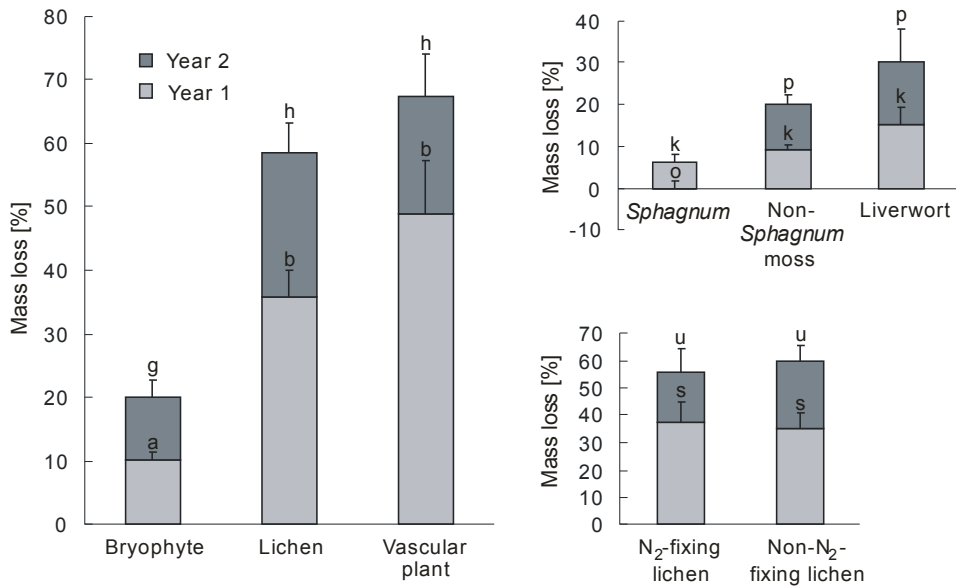 80
70
60
50
40
30
20
10
0
Mass loss [%]
Year 2
Year 1
g
a
h
b
h
b
Bryophyte
Lichen
Vascular
plant
40
30
20
10
0
-10
Mass loss [%]
k
o
p
k
p
k
Sphagnum
Non-
Sphagnum
moss
Liverwort
70
60
50
40
30
20
10
0
Mass loss [%]
u
s
u
s
N₂-fixing
lichen
Non-N₂-
fixing lichen